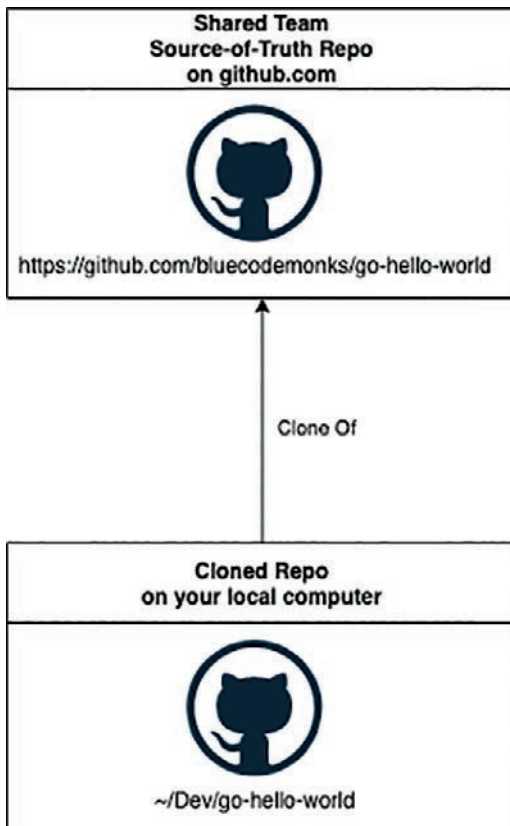 Shared Team
Source-of-Truth Repo
on github.com
https://github.com/bluecodemonks/go-hello-world
Clone Of
Cloned Repo
on your local computer
~/Dev/go-hello-world